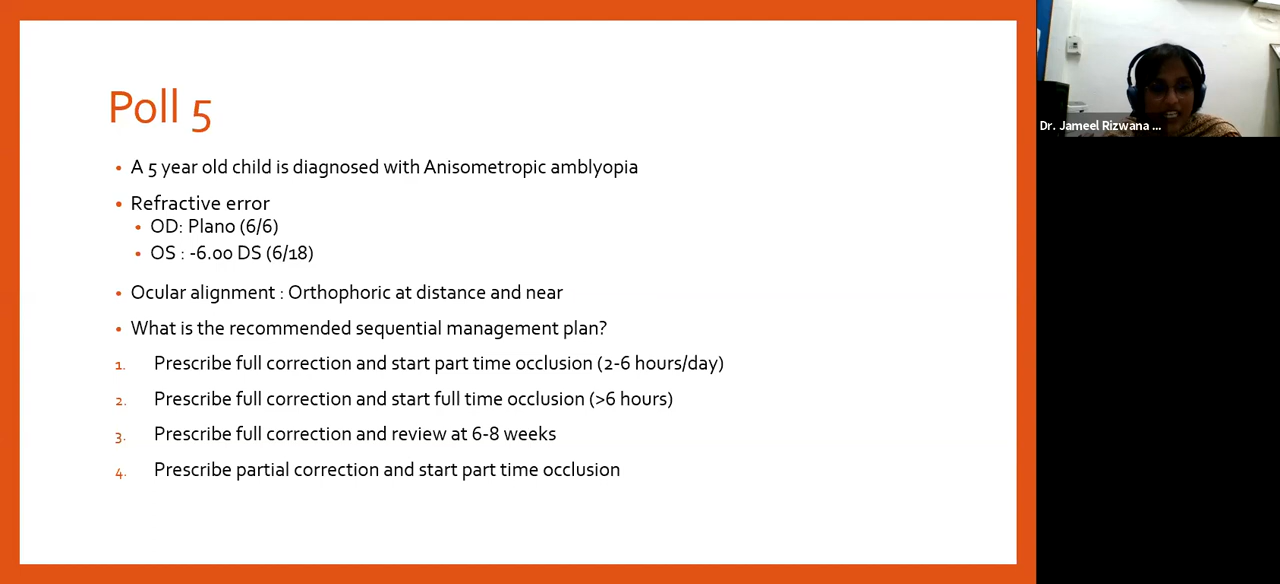 Poll 5
• A 5 year old child is diagnosed with Anisometropic amblyopia
• Refractive error
• OD: Plano (6/6)
• OS : -6.00 DS (6/18)
• Ocular alignment : Orthophoric at distance and near
• What is the recommended sequential management plan?
1. Prescribe full correction and start part time occlusion (2-6 hours/day)
2. Prescribe full correction and start full time occlusion (>6 hours)
3. Prescribe full correction and review at 6-8 weeks
4. Prescribe partial correction and start part time occlusion
Dr. Jameel Rizwana ...